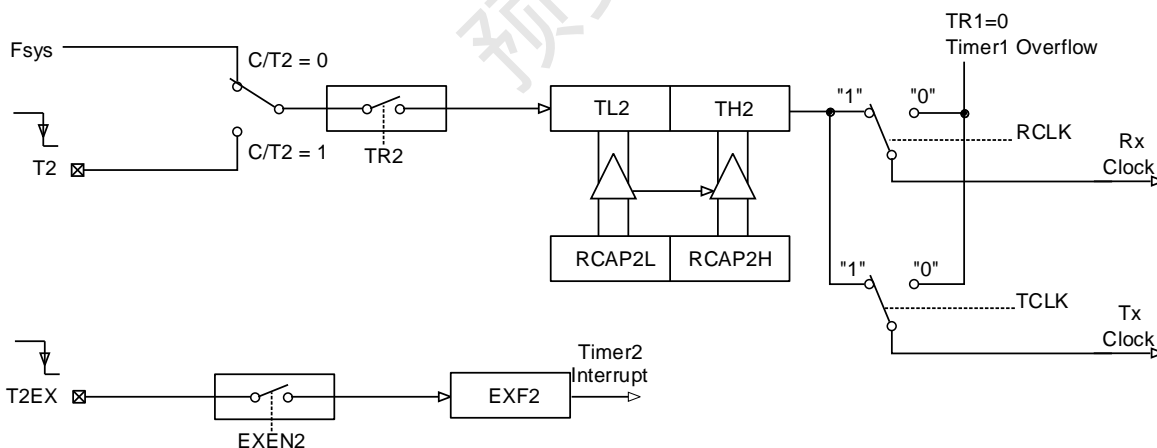 TR1=0
Timer1 Overflow
Fsys
C/T2 = 0
TL2
TH2
"1"
"0"
RCLK
Rx
Clock
T2
C/T2 = 1
TR2
RCAP2L
RCAP2H
"1"
"0"
TCLK
Tx
Clock
T2EX
EXEN2
EXF2
Timer2
Interrupt